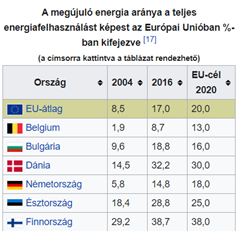 A megújuló energia aránya a teljes
energiafelhasználást képest az Európai Unióban %-
ban kifejezve [17]
(a címsorra kattintva a táblázat rendezhető)
Ország 2004 2016 EU-cél 2020
EU-átlag 8,5 17,0 20,0
Belgium 1,9 8,7 13,0
Bulgária 9,6 18,8 16,0
Dánia 14,5 32,2 30,0
Németország 5,8 14,8 18,0
Észtország 18,4 28,8 25,0
Finnország 29,2 38,7 38,0